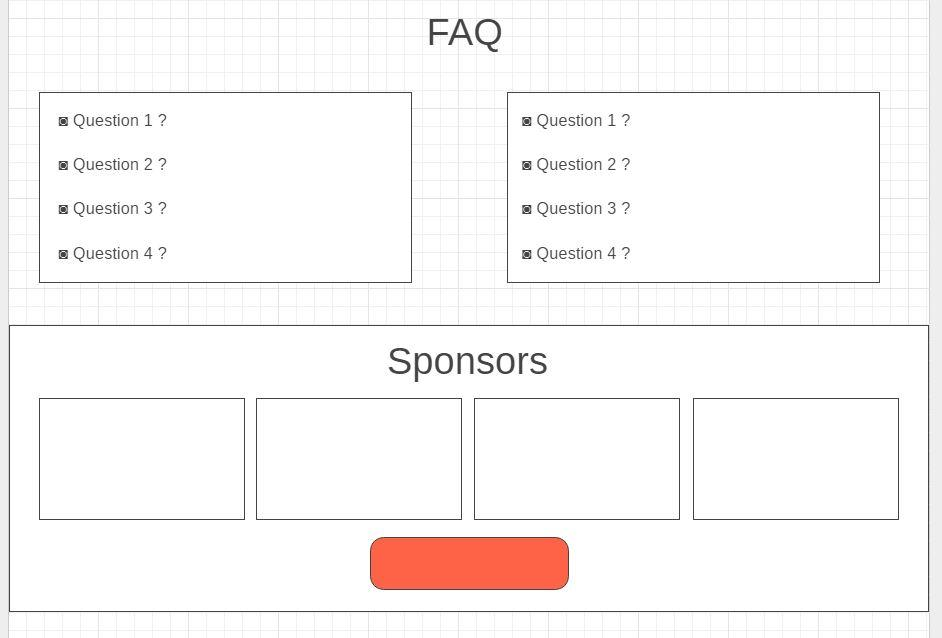 FAQ
◙ Question 1 ?
◙ Question 2 ?
◙ Question 3 ?
◙ Question 4 ?
◙ Question 1 ?
◙ Question 2 ?
◙ Question 3 ?
◙ Question 4 ?
Sponsors